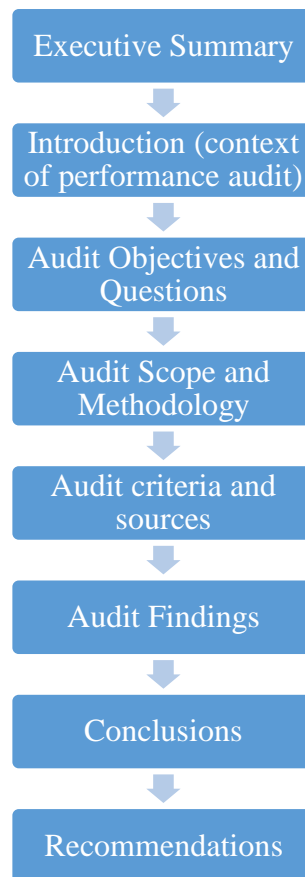 Executive Summary
Introduction (context
of performance audit)
Audit Objectives and
Questions
Audit Scope and
Methodology
Audit criteria and
sources
Audit Findings
Conclusions
Recommendations